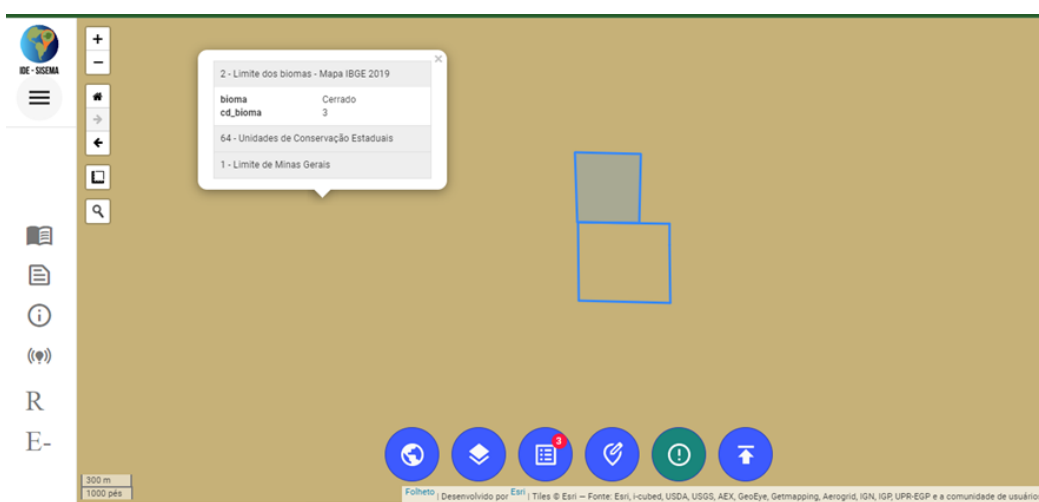 IDE - SISEMA
+
−
×
2 - Limite dos biomas - Mapa IBGE 2019
bioma Cerrado
cd_bioma 3
64 - Unidades de Conservação Estaduais
1 - Limite de Minas Gerais
R
E-
3
300 m
1000 pés
Folheto | Desenvolvido por Esri | Tiles © Esri — Fonte: Esri, i-cubed, USDA, USGS, AEX, GeoEye, Getmapping, Aerogrid, IGN, IGP, UPR-EGP e a comunidade de usuário